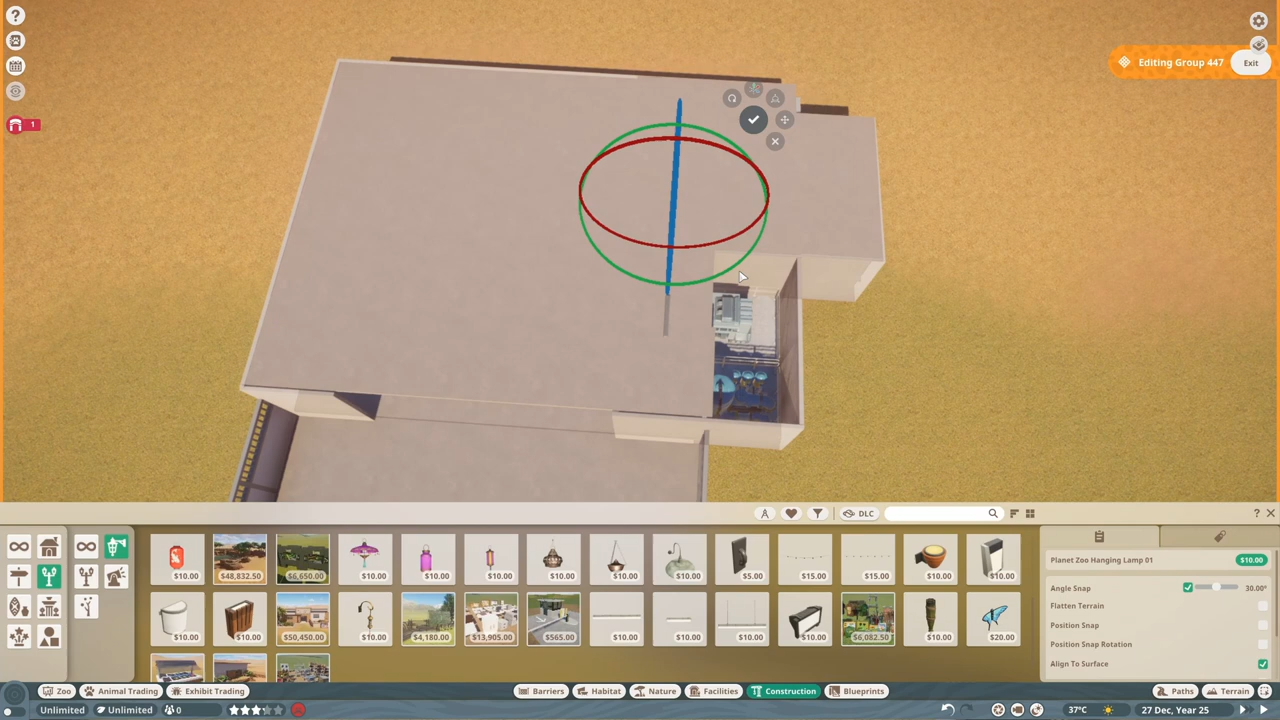 ?
Editing Group 447
Exit
1
DLC
?
$10.00
$48,832.50
$6,650.00
$10.00
$10.00
$10.00
$10.00
$10.00
$10.00
$5.00
$15.00
$15.00
$10.00
$10.00
$10.00
$10.00
$50,450.00
$10.00
$4,180.00
$13,905.00
$565.00
$10.00
$10.00
$10.00
$10.00
$6,082.50
$10.00
$20.00
Planet Zoo Hanging Lamp 01
$10.00
Angle Snap
30.00°
Flatten Terrain
Position Snap
Position Snap Rotation
Align To Surface
Zoo
Animal Trading
Exhibit Trading
Barriers
Habitat
Nature
Facilities
Construction
Blueprints
Paths
Terrain
Unlimited
Unlimited
0
37°C
27 Dec, Year 25